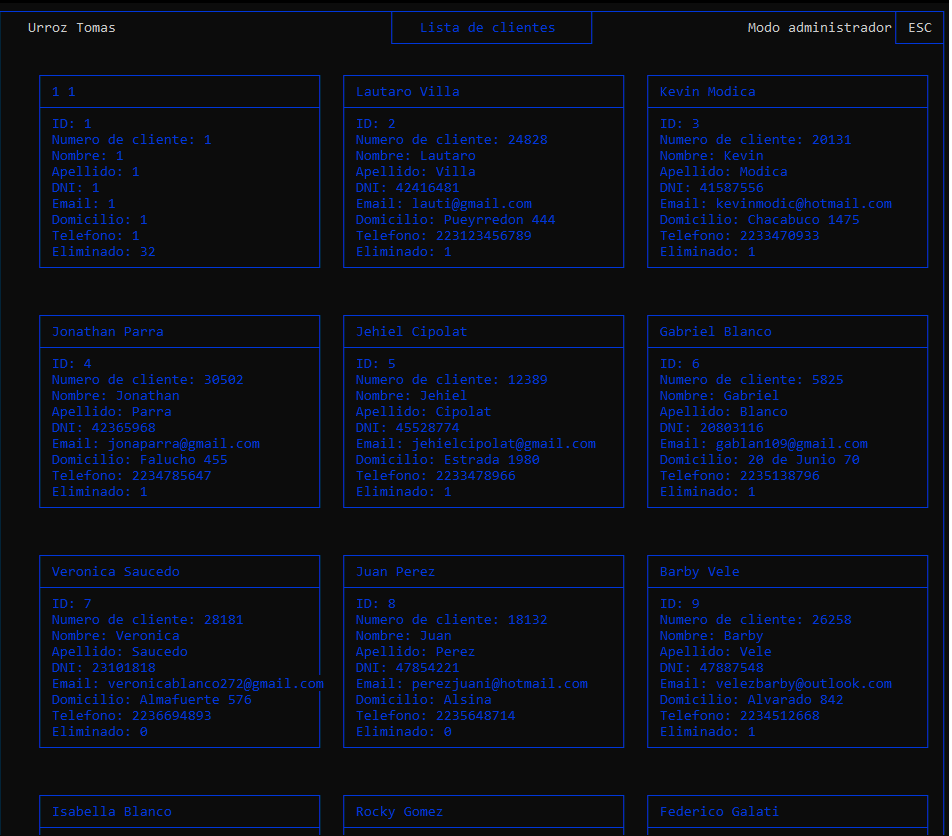 Urroz Tomas
Lista de clientes
Modo administrador
ESC
1 1
ID: 1
Numero de cliente: 1
Nombre: 1
Apellido: 1
DNI: 1
Email: 1
Domicilio: 1
Telefono: 1
Eliminado: 32
Lautaro Villa
ID: 2
Numero de cliente: 24828
Nombre: Lautaro
Apellido: Villa
DNI: 42416481
Email: lauti@gmail.com
Domicilio: Pueyrredon 444
Telefono: 223123456789
Eliminado: 1
Kevin Modica
ID: 3
Numero de cliente: 20131
Nombre: Kevin
Apellido: Modica
DNI: 41587556
Email: kevinmodic@hotmail.com
Domicilio: Chacabuco 1475
Telefono: 2233470933
Eliminado: 1
Jonathan Parra
ID: 4
Numero de cliente: 30502
Nombre: Jonathan
Apellido: Parra
DNI: 42365968
Email: jonaparra@gmail.com
Domicilio: Falucho 455
Telefono: 2234785647
Eliminado: 1
Jehiel Cipolat
ID: 5
Numero de cliente: 12389
Nombre: Jehiel
Apellido: Cipolat
DNI: 45528774
Email: jehielcipolat@gmail.com
Domicilio: Estrada 1980
Telefono: 2233478966
Eliminado: 1
Gabriel Blanco
ID: 6
Numero de cliente: 5825
Nombre: Gabriel
Apellido: Blanco
DNI: 20803116
Email: gablan109@gmail.com
Domicilio: 20 de Junio 70
Telefono: 2235138796
Eliminado: 1
Veronica Saucedo
ID: 7
Numero de cliente: 28181
Nombre: Veronica
Apellido: Saucedo
DNI: 23101818
Email: veronicablanco272@gmail.com
Domicilio: Almafuerte 576
Telefono: 2236694893
Eliminado: 0
Juan Perez
ID: 8
Numero de cliente: 18132
Nombre: Juan
Apellido: Perez
DNI: 47854221
Email: perezjuani@hotmail.com
Domicilio: Alsina
Telefono: 2235648714
Eliminado: 0
Barby Vele
ID: 9
Numero de cliente: 26258
Nombre: Barby
Apellido: Vele
DNI: 47887548
Email: velezbarby@outlook.com
Domicilio: Alvarado 842
Telefono: 2234512668
Eliminado: 1
Isabella Blanco
Rocky Gomez
Federico Galati